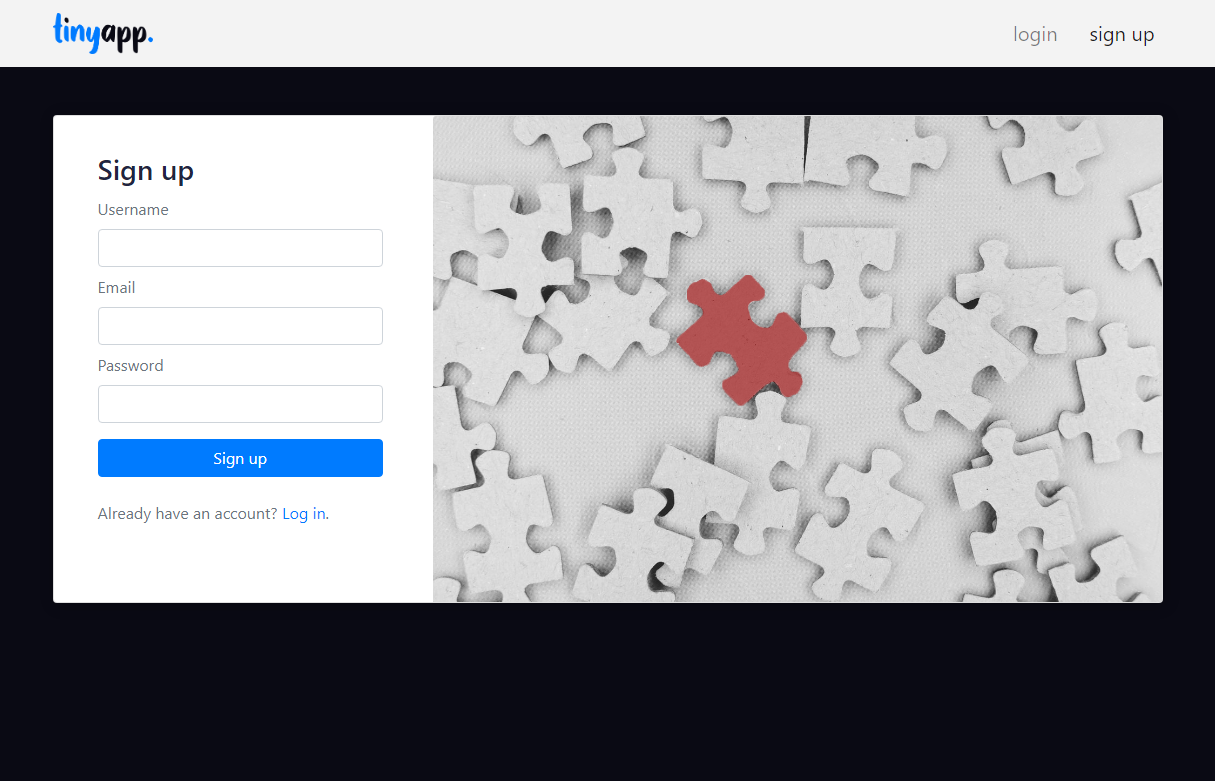 tinyapp.
login
sign up
Sign up
Username
Email
Password
Sign up
Already have an account? Log in.